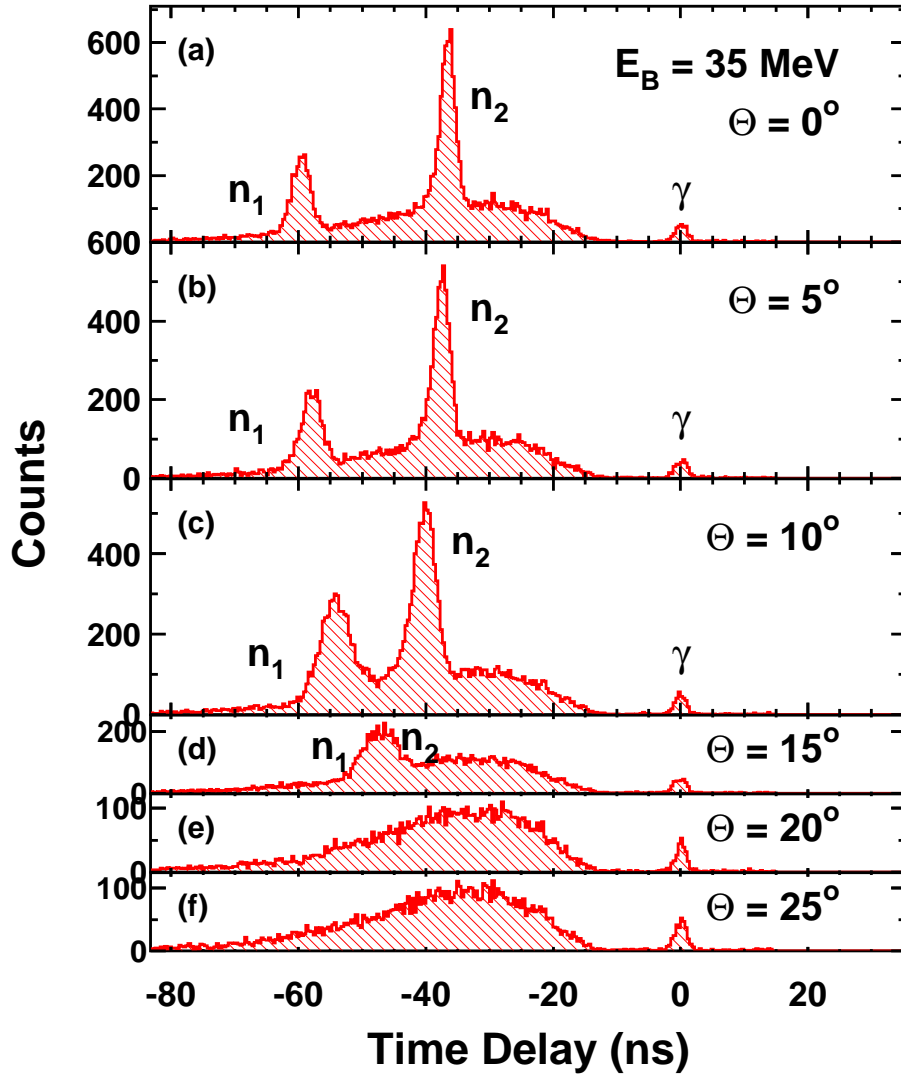 600
(a)
E_B = 35 MeV
n_2
Θ = 0°
400
n_1
200
γ
600
(b)
Θ = 5°
n_2
400
n_1
γ
200
0
(c)
Θ = 10°
n_2
400
n_1
γ
200
0
200
(d)
n_1
n_2
Θ = 15°
0
100
(e)
Θ = 20°
0
100
(f)
Θ = 25°
0
Counts
-80
-60
-40
-20
0
20
Time Delay (ns)